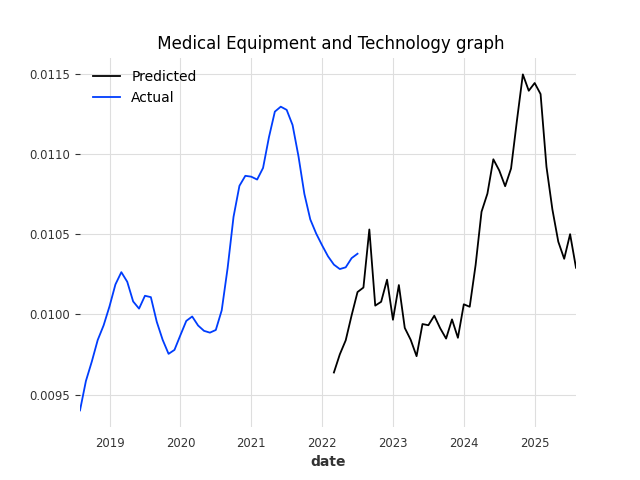 Medical Equipment and Technology graph
Predicted
Actual
0.0115
0.0110
0.0105
0.0100
0.0095
2019 2020 2021 2022 2023 2024 2025
date